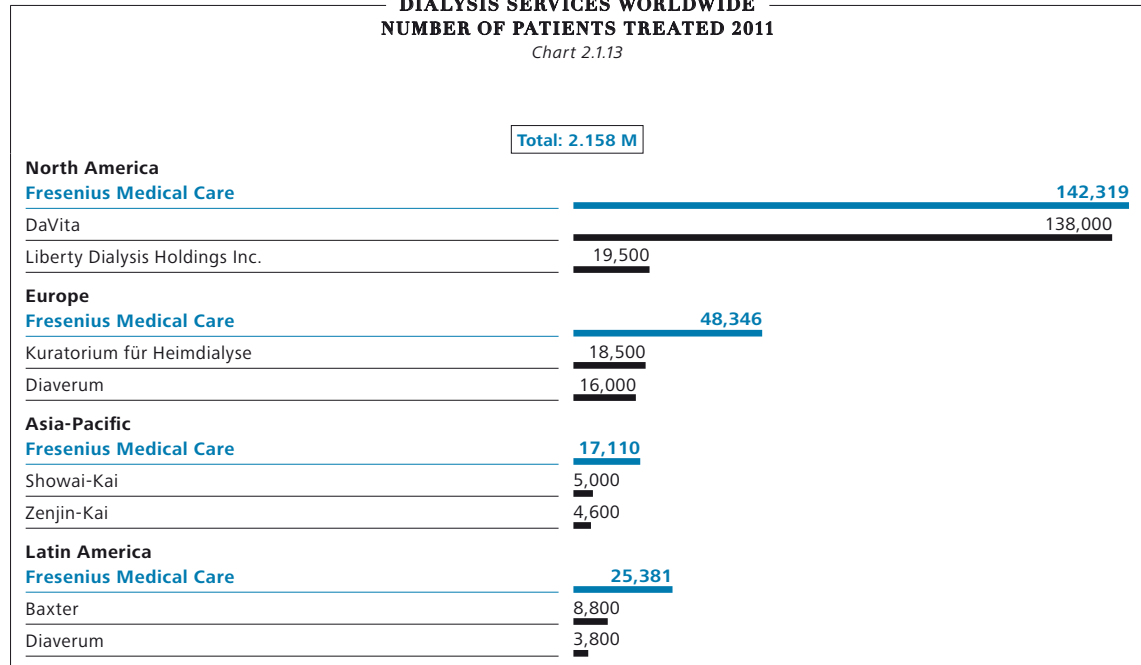 DIALYSIS SERVICES WORLDWIDE
NUMBER OF PATIENTS TREATED 2011
Chart 2.1.13
Total: 2.158 M
North America
Fresenius Medical Care 142,319
DaVita 138,000
Liberty Dialysis Holdings Inc. 19,500
Europe
Fresenius Medical Care 48,346
Kuratorium für Heimdialyse 18,500
Diaverum 16,000
Asia-Pacific
Fresenius Medical Care 17,110
Showai-Kai 5,000
Zenjin-Kai 4,600
Latin America
Fresenius Medical Care 25,381
Baxter 8,800
Diaverum 3,800